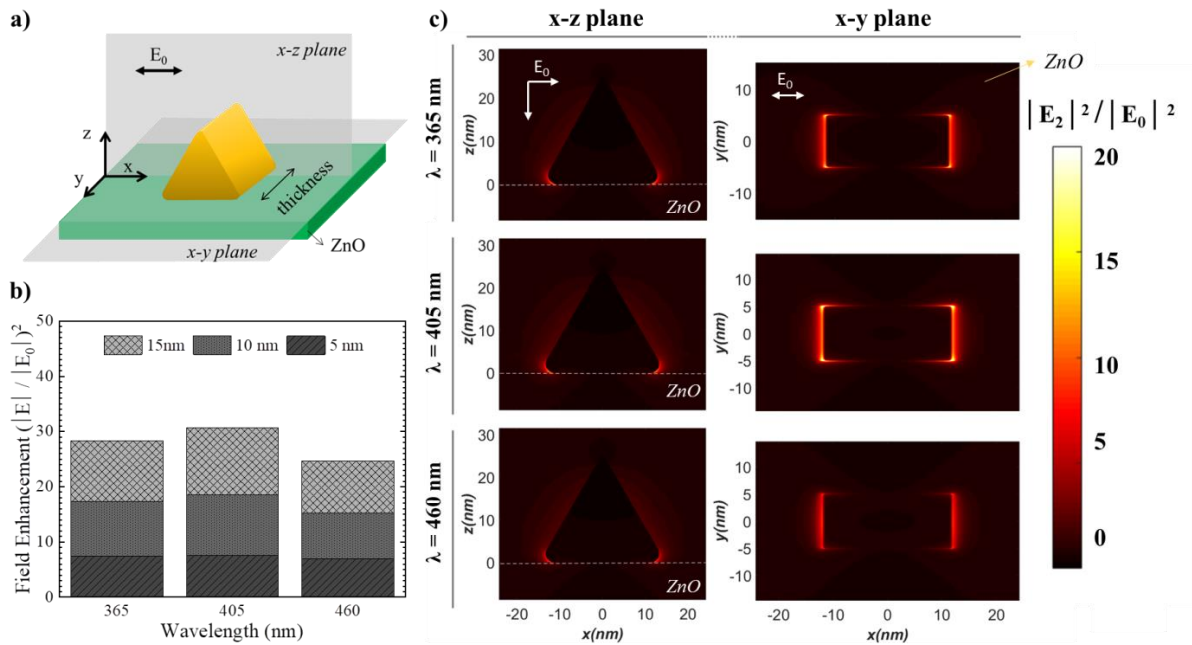 a)
x-z plane
E0
z
x
y
thickness
ZnO
x-y plane
b)
Field Enhancement (|E| / |E0|)2
50
40
30
20
10
0
15nm
10 nm
5 nm
365
405
460
Wavelength (nm)
c)
x-z plane
x-y plane
λ = 365 nm
z(nm)
30
20
10
0
E0
ZnO
y(nm)
10
0
-10
E0
ZnO
λ = 405 nm
z(nm)
30
20
10
0
ZnO
y(nm)
10
5
0
-5
-10
λ = 460 nm
z(nm)
30
20
10
0
ZnO
y(nm)
10
5
0
-5
-10
-20
-10
0
10
20
x(nm)
-20
-10
0
10
20
x(nm)
|E2|2/|E0|2
20
15
10
5
0